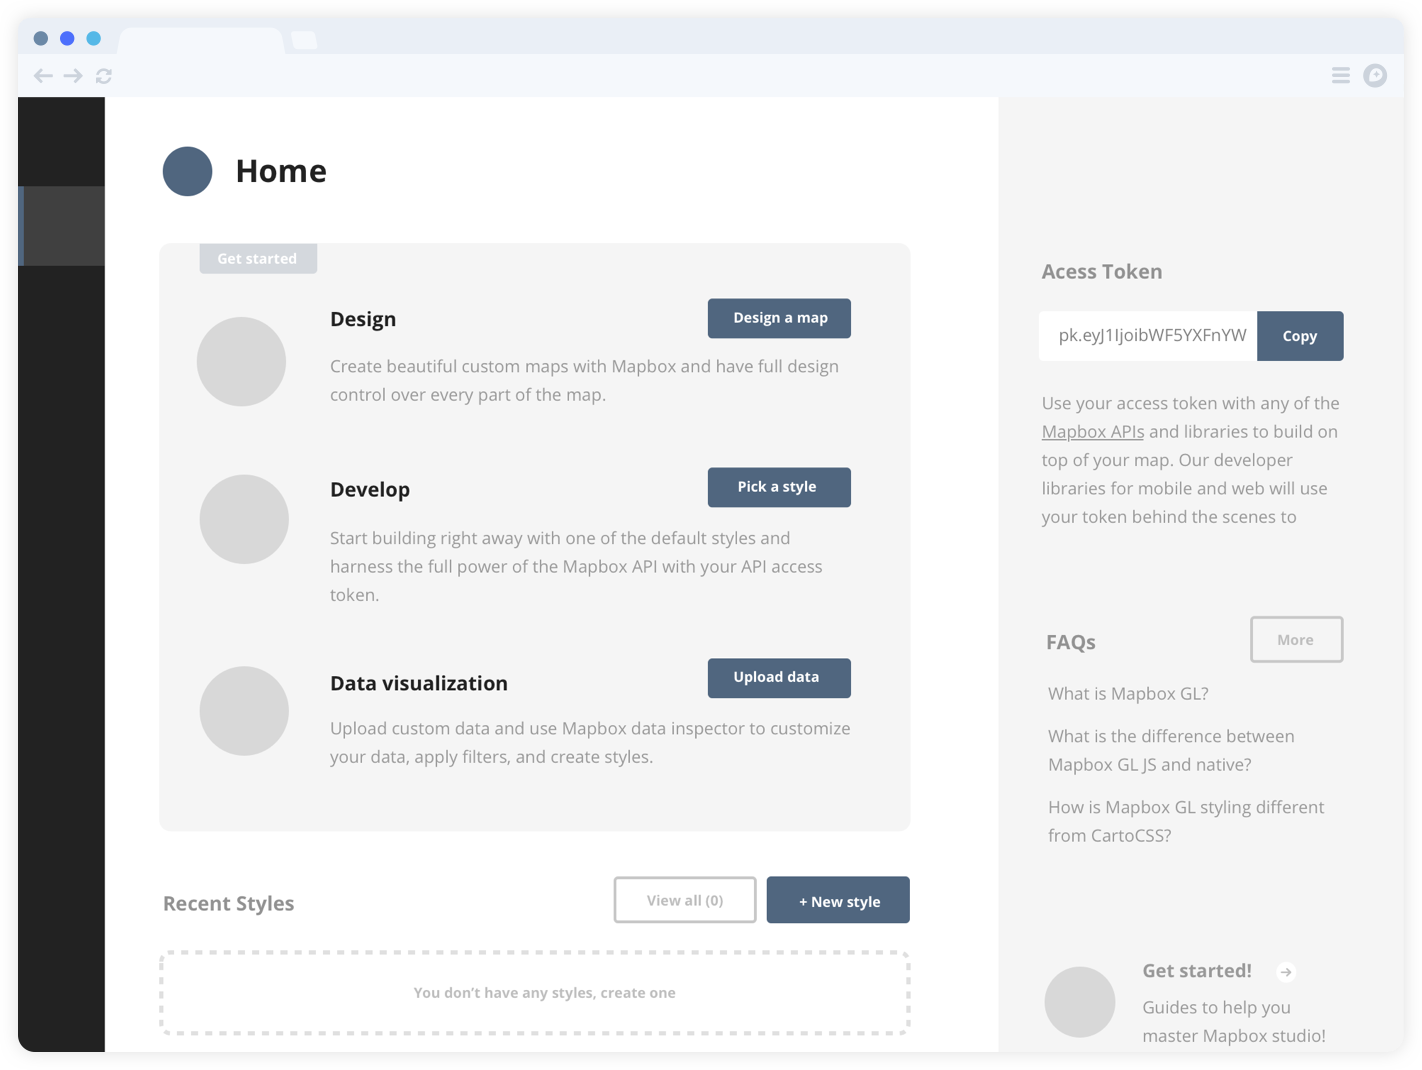 Home
Get started
Design
Design a map
Create beautiful custom maps with Mapbox and have full design
control over every part of the map.
Develop
Pick a style
Start building right away with one of the default styles and
harness the full power of the Mapbox API with your API access
token.
Data visualization
Upload data
Upload custom data and use Mapbox data inspector to customize
your data, apply filters, and create styles.
Recent Styles
View all (0)
+ New style
You don’t have any styles, create one
Acess Token
pk.eyJ1IjoibWF5YXFnYW
Copy
Use your access token with any of the
Mapbox APIs and libraries to build on
top of your map. Our developer
libraries for mobile and web will use
your token behind the scenes to
FAQs
More
What is Mapbox GL?
What is the difference between
Mapbox GL JS and native?
How is Mapbox GL styling different
from CartoCSS?
Get started!
Guides to help you
master Mapbox studio!